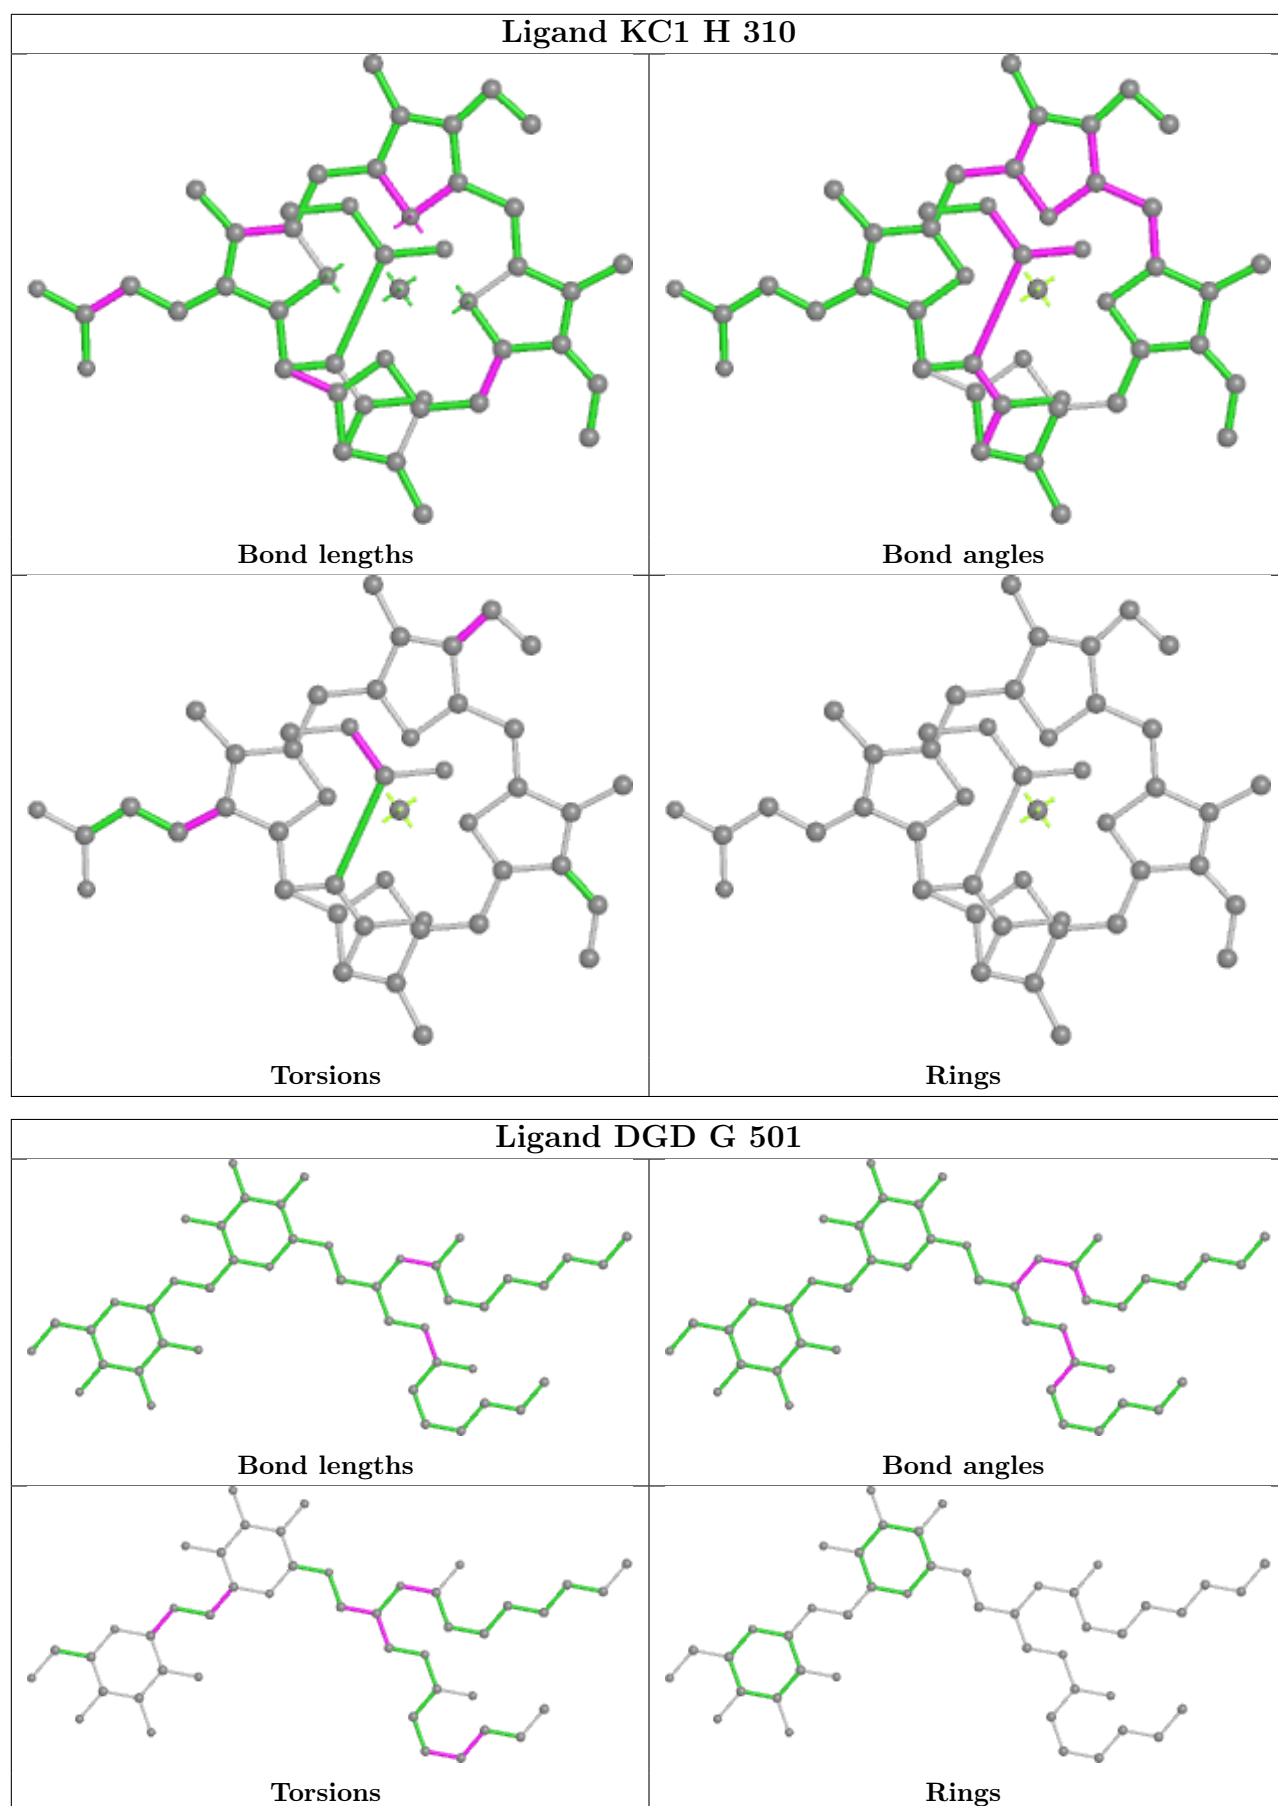 Ligand KC1 H 310
Bond lengths
Bond angles
Torsions
Rings
Ligand DGD G 501
Bond lengths
Bond angles
Torsions
Rings